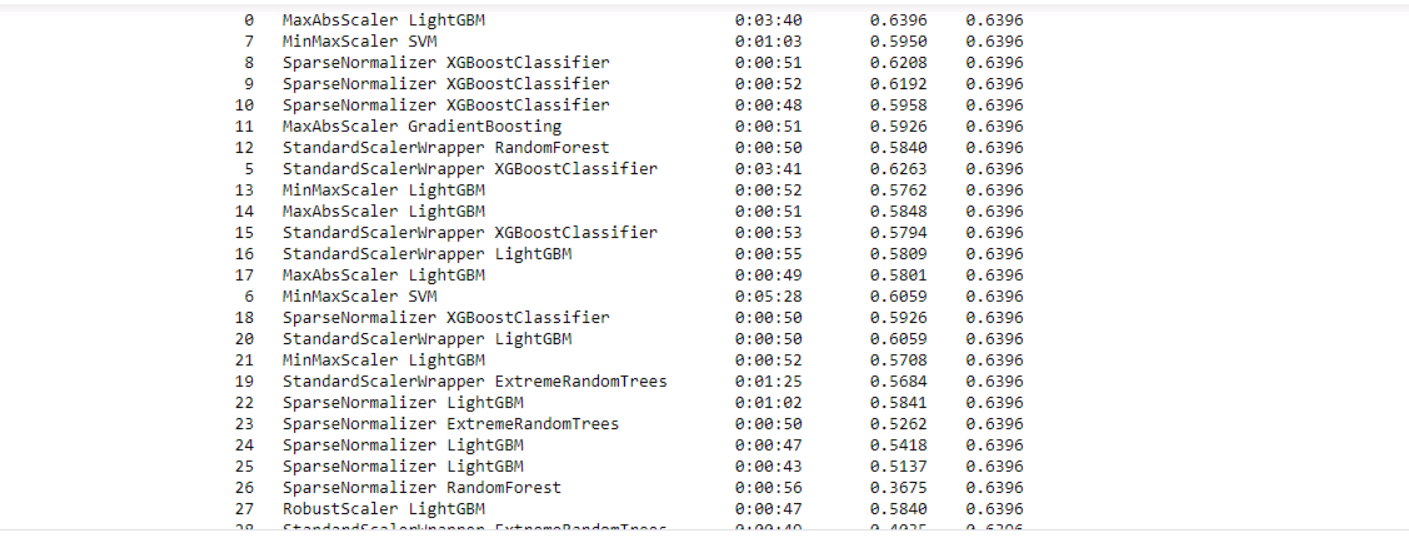 0 MaxAbsScaler LightGBM 0:03:40 0.6396 0.6396
7 MinMaxScaler SVM 0:01:03 0.5950 0.6396
8 SparseNormalizer XGBoostClassifier 0:00:51 0.6208 0.6396
9 SparseNormalizer XGBoostClassifier 0:00:52 0.6192 0.6396
10 SparseNormalizer XGBoostClassifier 0:00:48 0.5958 0.6396
11 MaxAbsScaler GradientBoosting 0:00:51 0.5926 0.6396
12 StandardScalerWrapper RandomForest 0:00:50 0.5840 0.6396
5 StandardScalerWrapper XGBoostClassifier 0:03:41 0.6263 0.6396
13 MinMaxScaler LightGBM 0:00:52 0.5762 0.6396
14 MaxAbsScaler LightGBM 0:00:51 0.5848 0.6396
15 StandardScalerWrapper XGBoostClassifier 0:00:53 0.5794 0.6396
16 StandardScalerWrapper LightGBM 0:00:55 0.5809 0.6396
17 MaxAbsScaler LightGBM 0:00:49 0.5801 0.6396
6 MinMaxScaler SVM 0:05:28 0.6059 0.6396
18 SparseNormalizer XGBoostClassifier 0:00:50 0.5926 0.6396
20 StandardScalerWrapper LightGBM 0:00:50 0.6059 0.6396
21 MinMaxScaler LightGBM 0:00:52 0.5708 0.6396
19 StandardScalerWrapper ExtremeRandomTrees 0:01:25 0.5684 0.6396
22 SparseNormalizer LightGBM 0:01:02 0.5841 0.6396
23 SparseNormalizer ExtremeRandomTrees 0:00:50 0.5262 0.6396
24 SparseNormalizer LightGBM 0:00:47 0.5418 0.6396
25 SparseNormalizer LightGBM 0:00:43 0.5137 0.6396
26 SparseNormalizer RandomForest 0:00:56 0.3675 0.6396
27 RobustScaler LightGBM 0:00:47 0.5840 0.6396
StandardScalerWrapper ExtremeRandomTrees